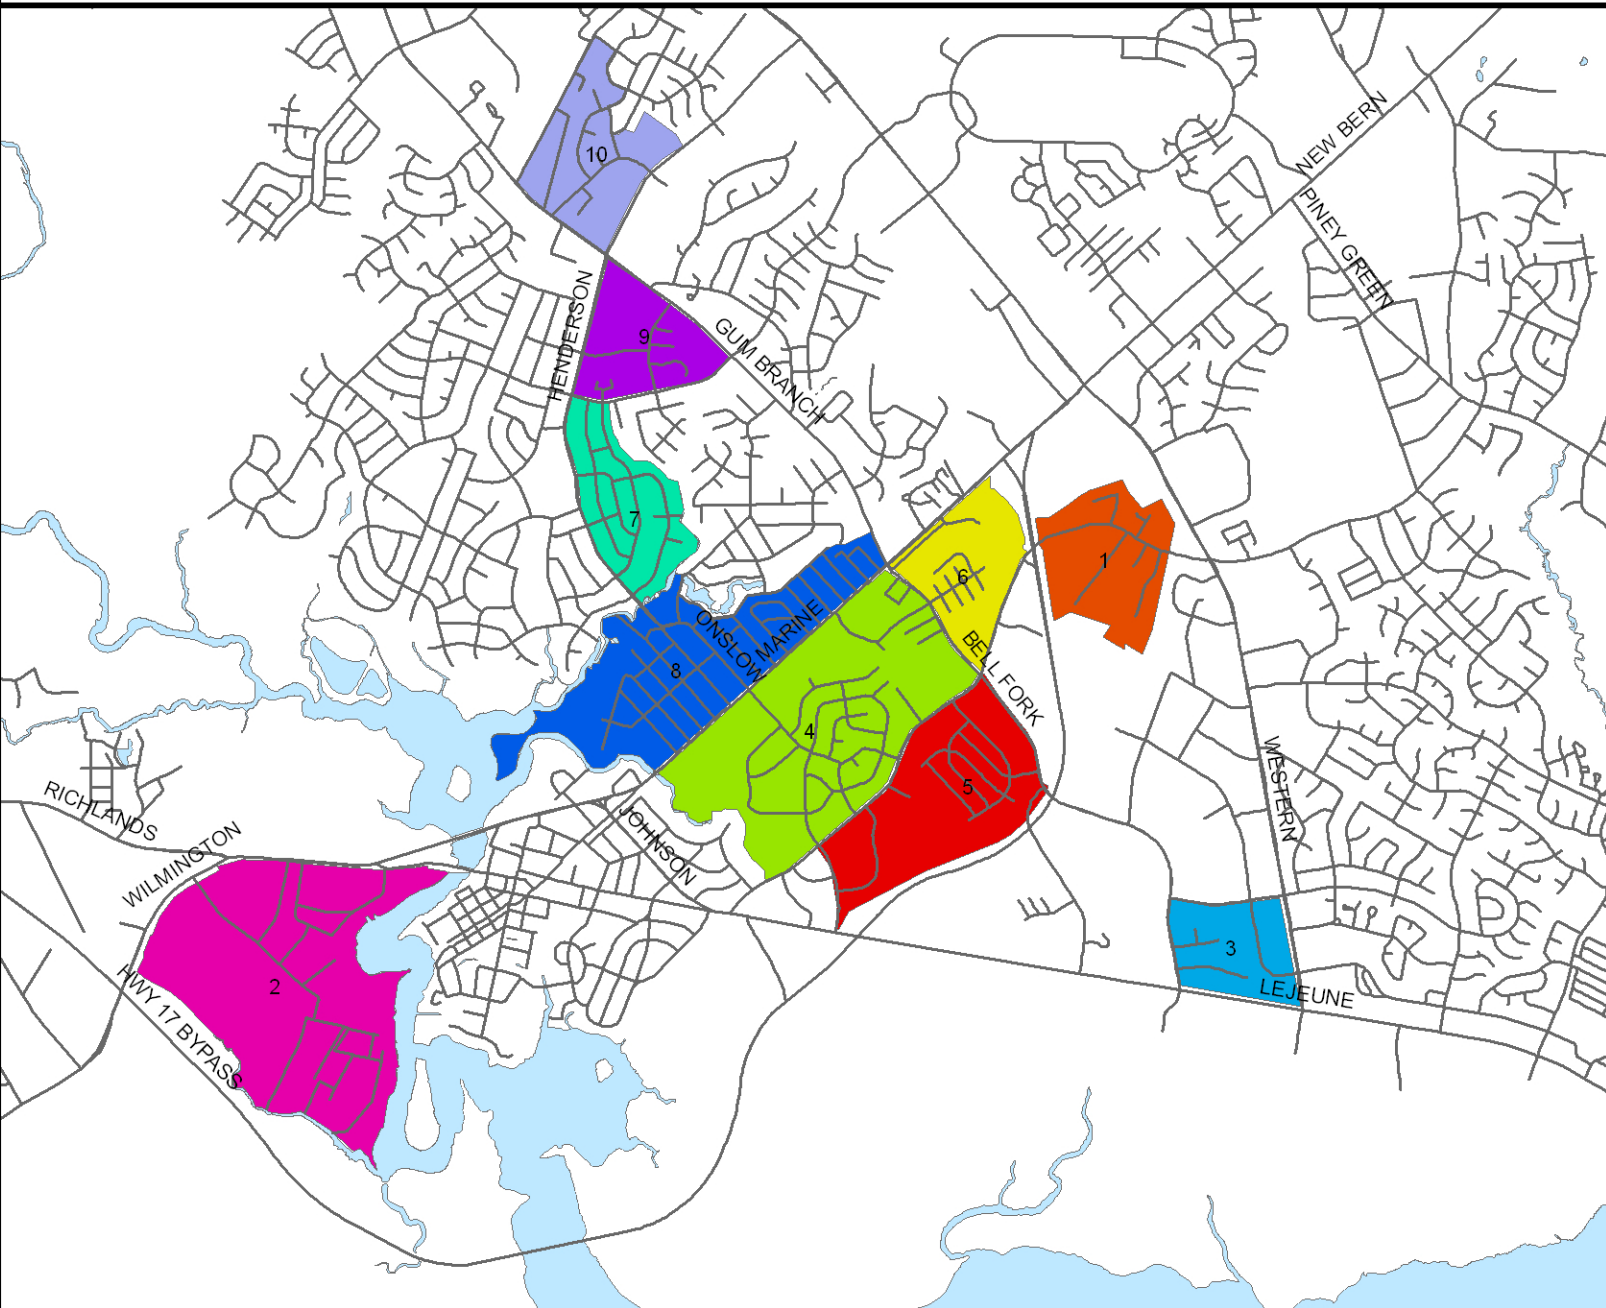 NEW BERN
10
PINEY GREEN
HENDERSON
9
GUM BRANCH
7
1
6
ONSLOW
MARINE
8
BELL FORK
4
5
WESTERN
RICHLANDS
JOHNSON
WILMINGTON
3
2
LEJEUNE
HWY 17 BYPASS